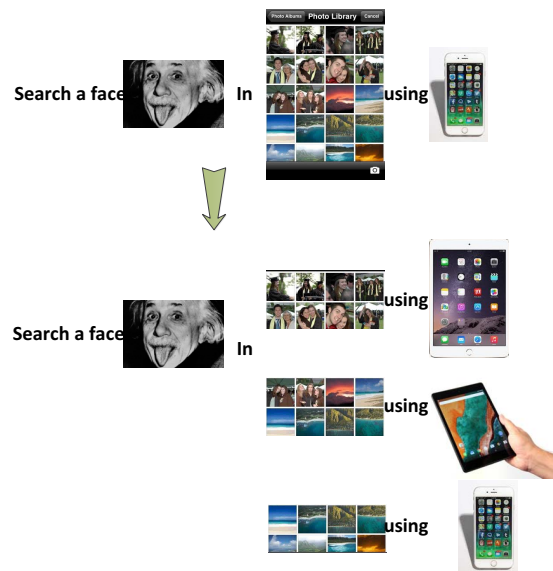 Photo Albums Photo Library Cancel
Search a face In using
using
Search a face In
using
using